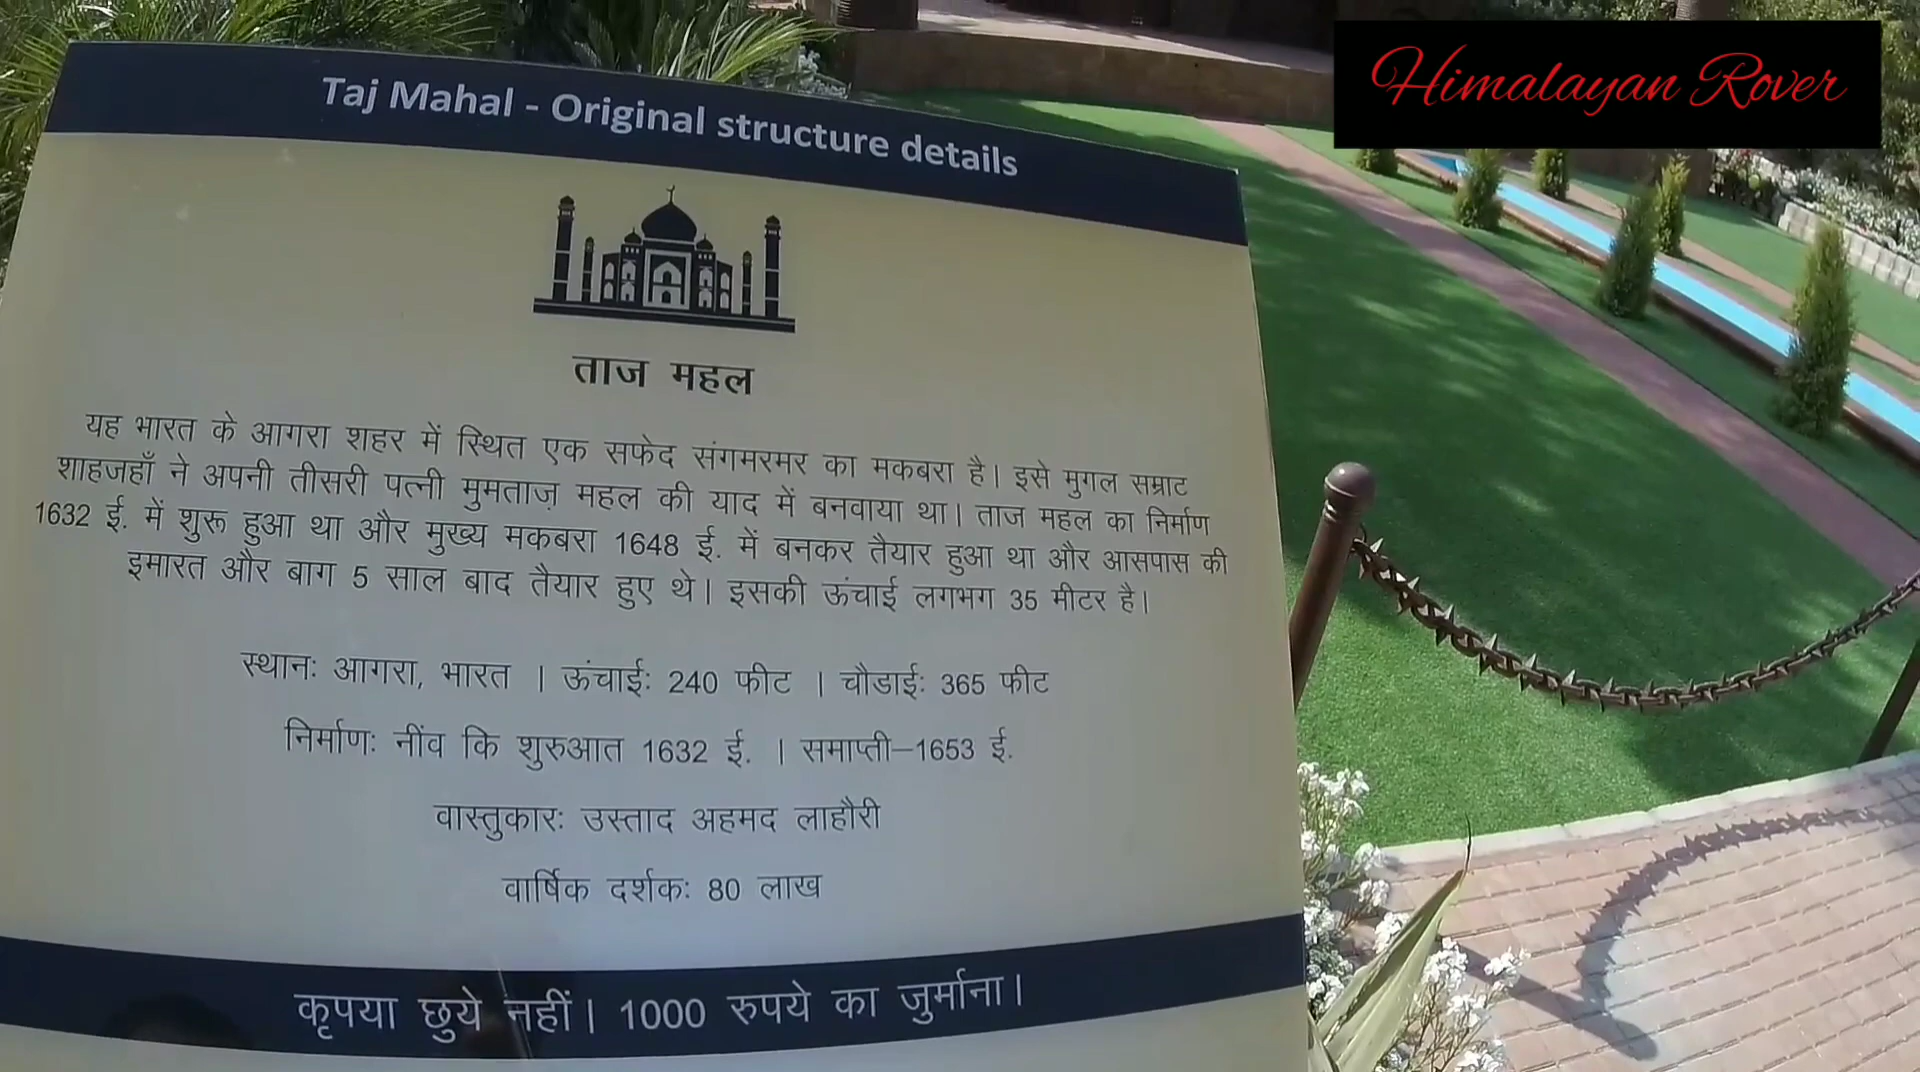 Himalayan Rover
Taj Mahal - Original structure details
ताज महल
यह भारत के आगरा शहर में स्थित एक सफेद संगमरमर का मकबरा है। इसे मुगल सम्राट
शाहजहाँ ने अपनी तीसरी पत्नी मुमताज़ महल की याद में बनवाया था। ताज महल का निर्माण
1632 ई. में शुरू हुआ था और मुख्य मकबरा 1648 ई. में बनकर तैयार हुआ था और आसपास की
इमारत और बाग 5 साल बाद तैयार हुए थे। इसकी ऊंचाई लगभग 35 मीटर है।
स्थानः आगरा, भारत । ऊंचाईः 240 फीट । चौडाईः 365 फीट
निर्माणः नींव कि शुरुआत 1632 ई. । समाप्ती–1653 ई.
वास्तुकारः उस्ताद अहमद लाहौरी
वार्षिक दर्शकः 80 लाख
कृपया छुये नहीं। 1000 रुपये का जुर्माना।